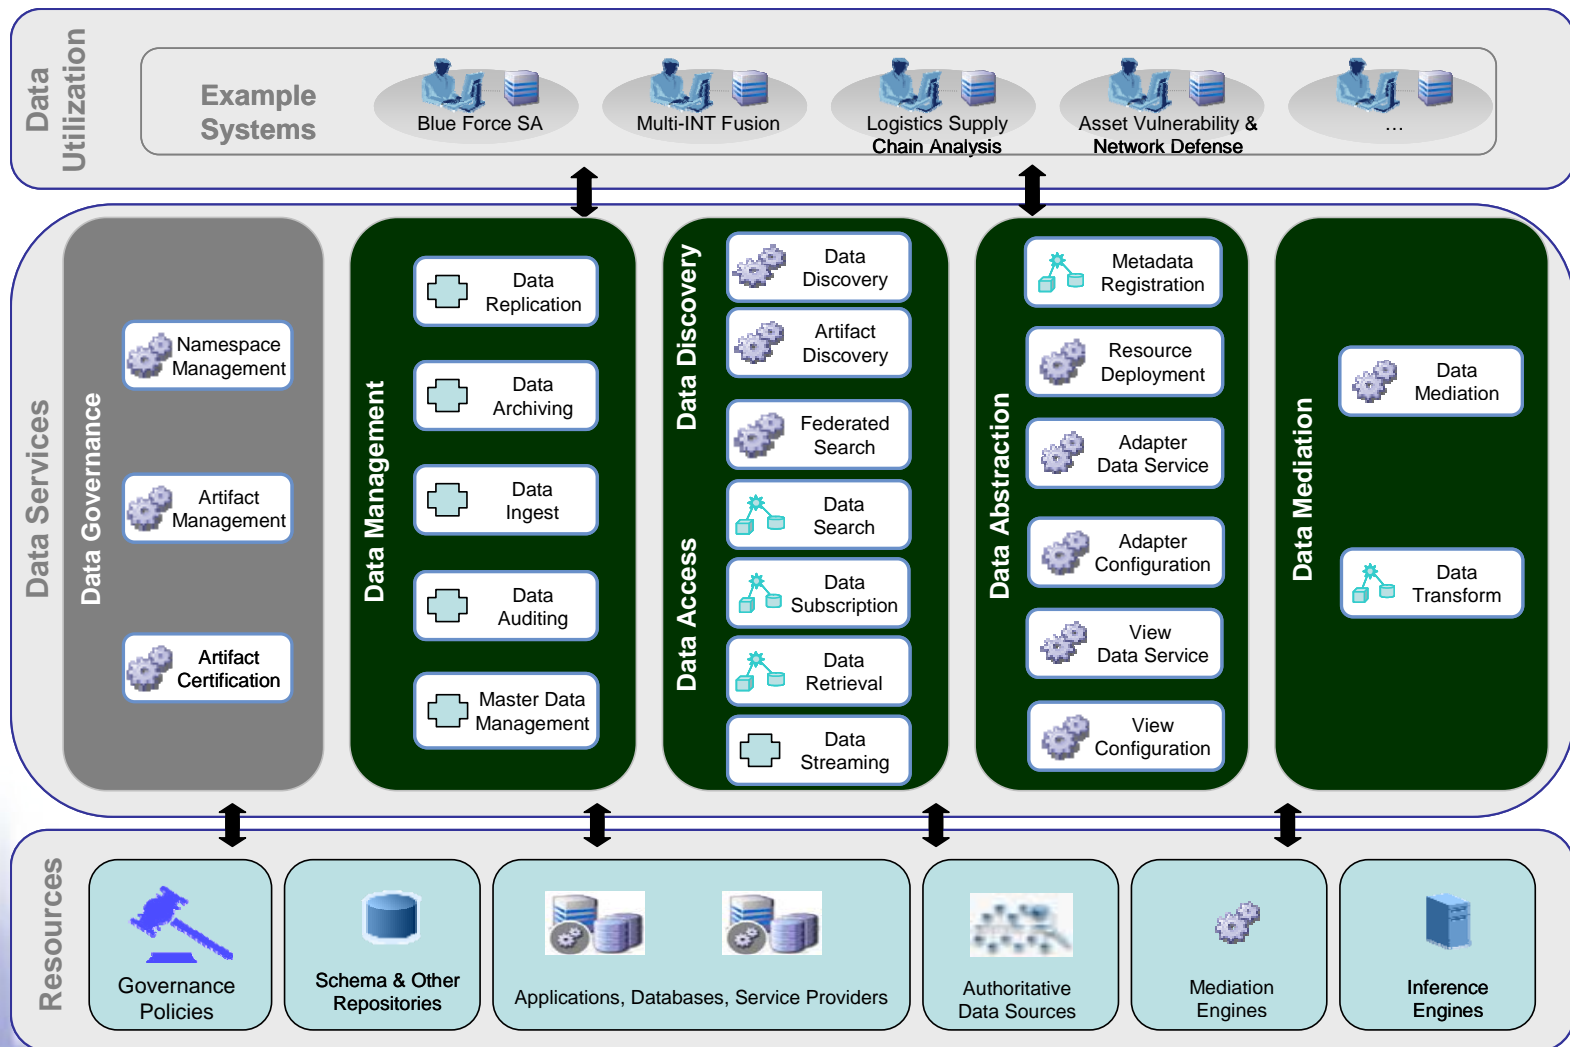 Data
Utilization
Example
Systems
Blue Force SA
Multi-INT Fusion
Logistics Supply
Chain Analysis
Asset Vulnerability &
Network Defense
...
Data Services
Data Governance
Namespace
Management
Artifact
Management
Artifact
Certification
Data Management
Data
Replication
Data
Archiving
Data
Ingest
Data
Auditing
Master Data
Management
Data Discovery
Data
Discovery
Artifact
Discovery
Federated
Search
Data Access
Data
Search
Data
Subscription
Data
Retrieval
Data
Streaming
Data Abstraction
Metadada
Registration
Resource
Deployment
Adapter
Data Service
Adapter
Configuration
View
Data Service
View
Configuration
Data Mediation
Data
Mediation
Data
Transform
Resources
Governance
Policies
Schema & Other
Repositories
Applications, Databases, Service Providers
Authoritative
Data Sources
Mediation
Engines
Inference
Engines